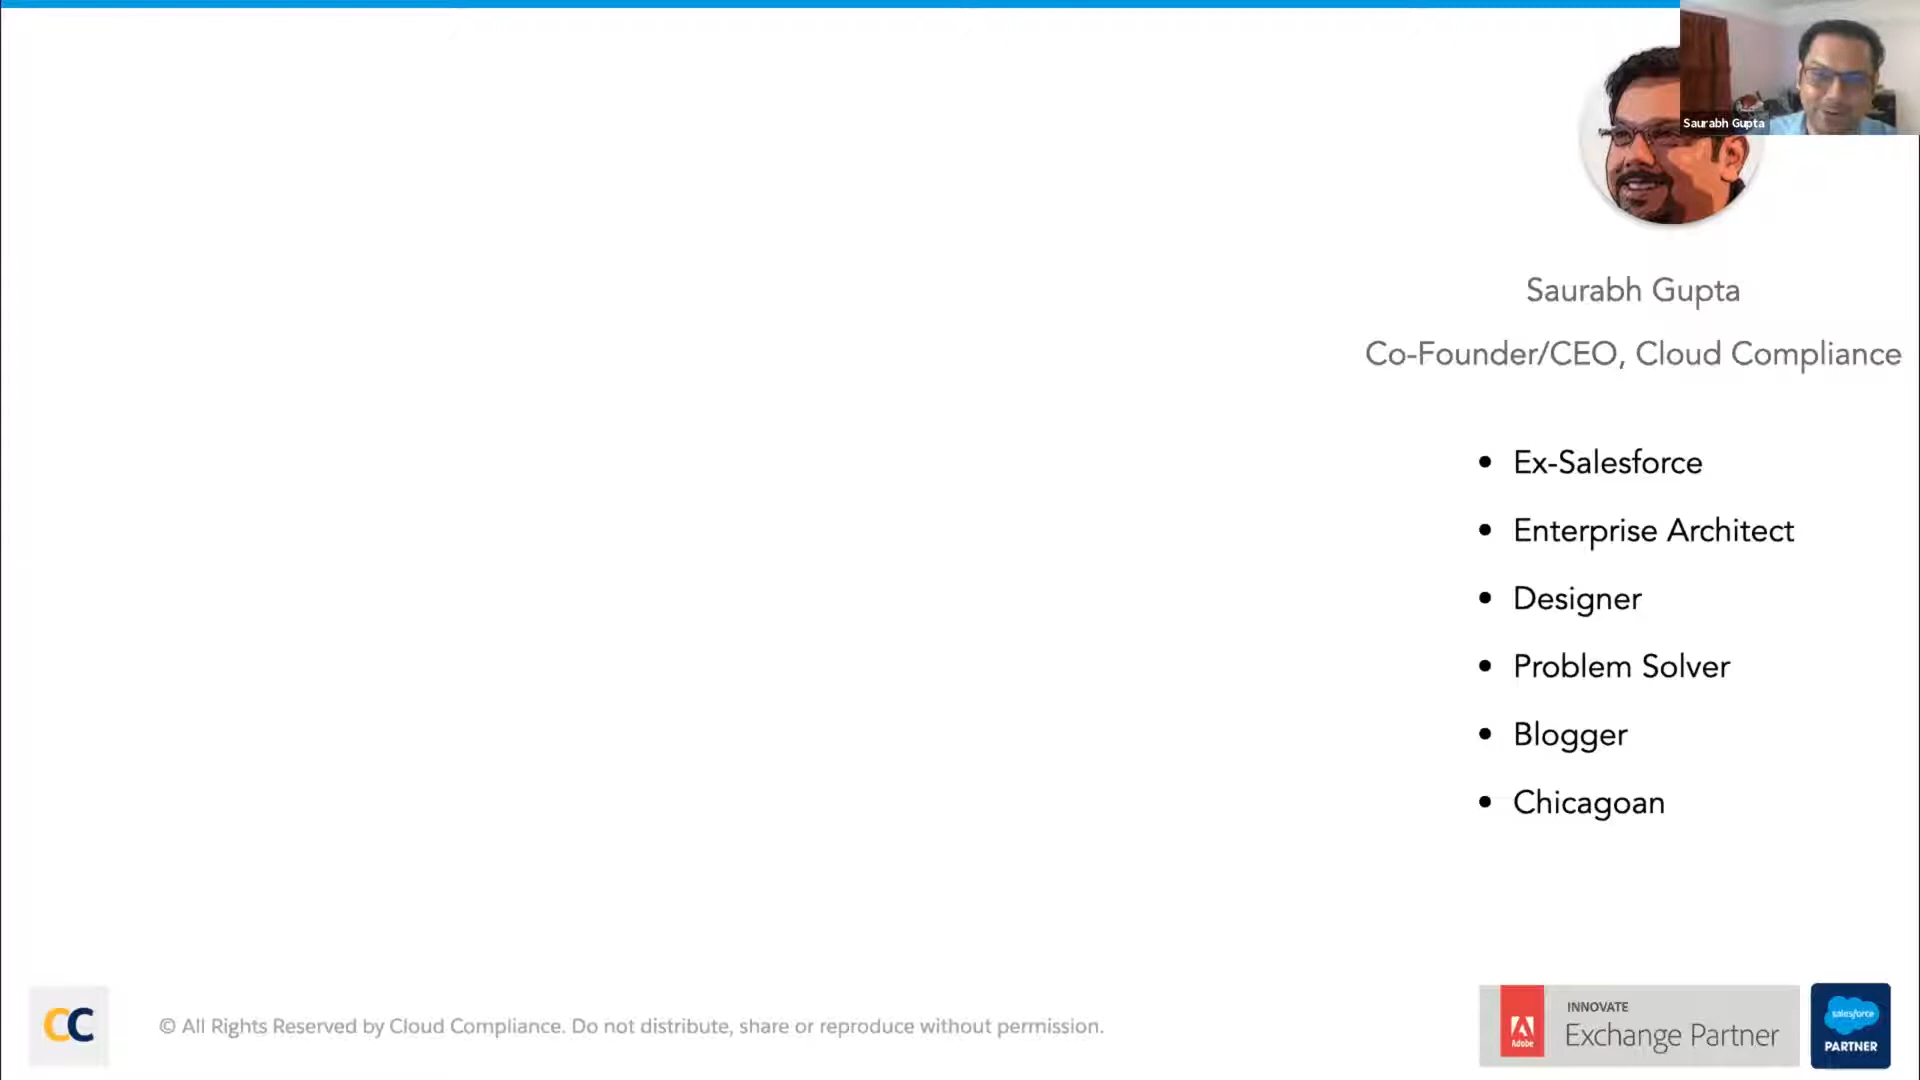 Saurabh Gupta
Saurabh Gupta
Co-Founder/CEO, Cloud Compliance
• Ex-Salesforce
• Enterprise Architect
• Designer
• Problem Solver
• Blogger
• Chicagoan
CC
© All Rights Reserved by Cloud Compliance. Do not distribute, share or reproduce without permission.
Adobe
INNOVATE
Exchange Partner
salesforce
PARTNER